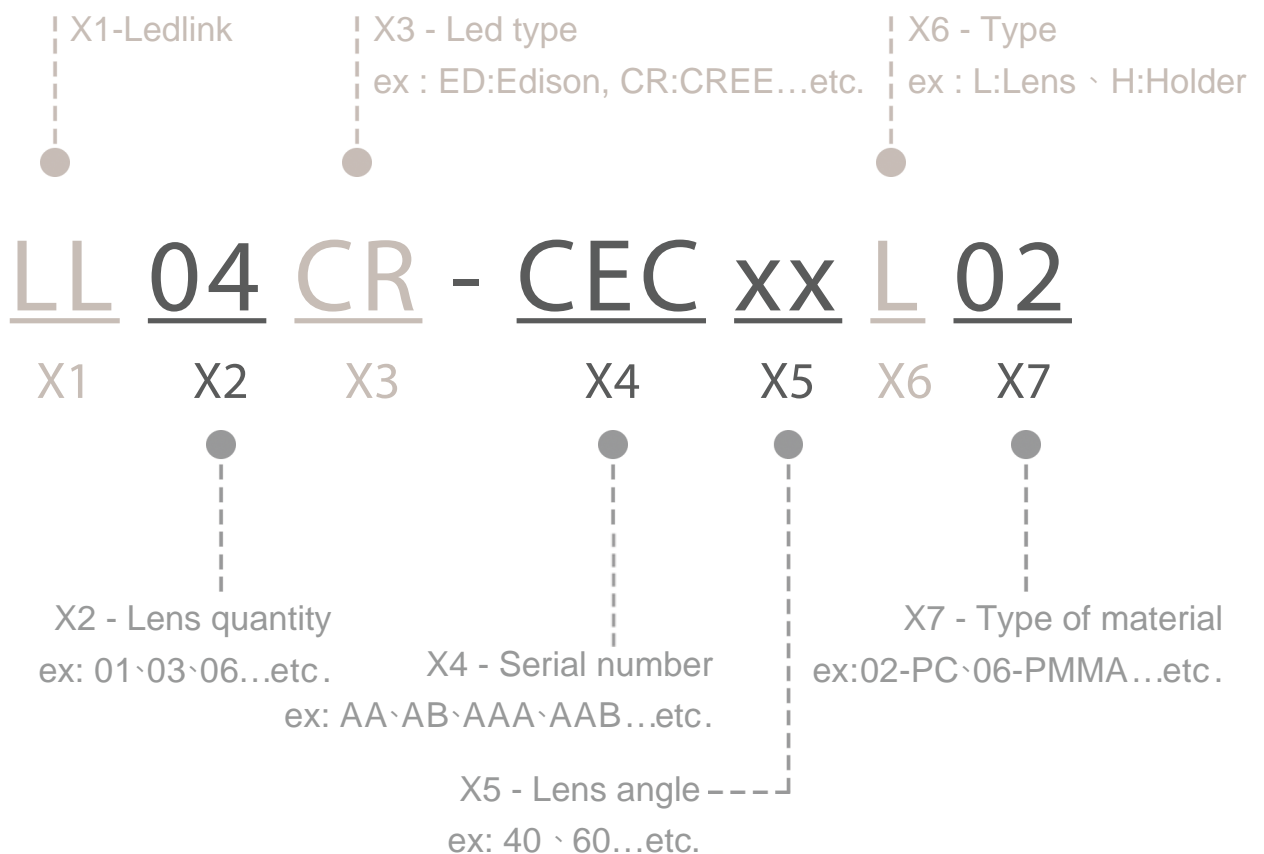 X1-Ledlink
X3 - Led type
ex : ED:Edison, CR:CREE...etc.
X6 - Type
ex : L:Lens、H:Holder
LL 04 CR - CEC xx L 02
X1 X2 X3 X4 X5 X6 X7
X2 - Lens quantity
ex: 01、03、06...etc.
X4 - Serial number
ex: AA、AB、AAA、AAB...etc.
X7 - Type of material
ex:02-PC、06-PMMA...etc.
X5 - Lens angle
ex: 40 、60...etc.